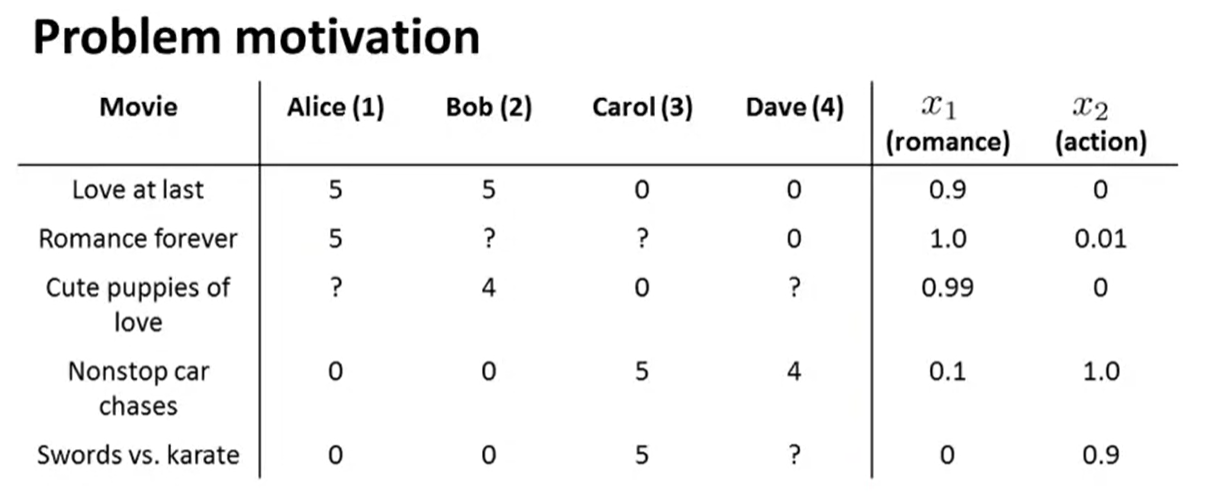 Problem motivation
Movie Alice (1) Bob (2) Carol (3) Dave (4) x₁ x₂
(romance) (action)
Love at last 5 5 0 0 0.9 0
Romance forever 5 ? ? 0 1.0 0.01
Cute puppies of ? 4 0 ? 0.99 0
love
Nonstop car 0 0 5 4 0.1 1.0
chases
Swords vs. karate 0 0 5 ? 0 0.9